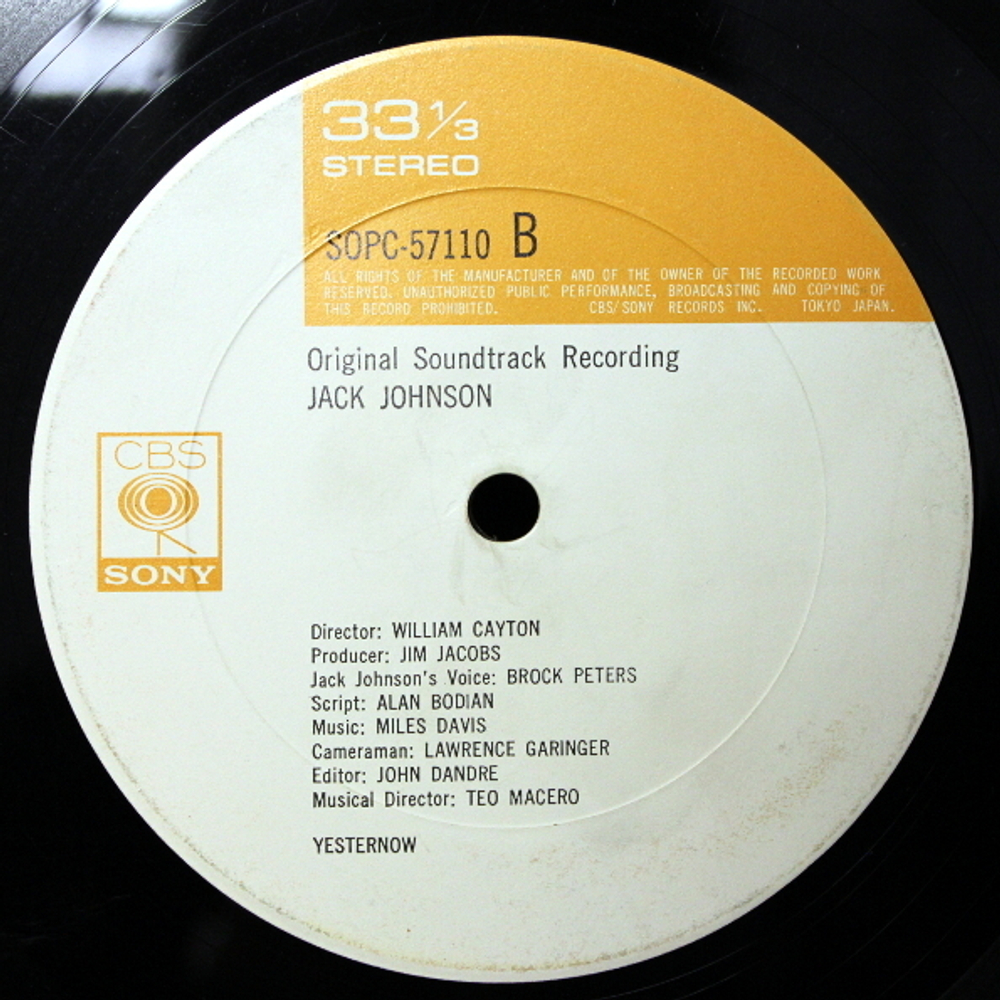 33 1/3
STEREO
SOPC-57110 B
ALL RIGHTS OF THE MANUFACTURER AND OF THE OWNER OF THE RECORDED WORK
RESERVED. UNAUTHORIZED PUBLIC PERFORMANCE, BROADCASTING AND COPYING OF
THIS RECORD PROHIBITED. CBS/SONY RECORDS INC. TOKYO JAPAN.
Original Soundtrack Recording
JACK JOHNSON
CBS
SONY
Director: WILLIAM CAYTON
Producer: JIM JACOBS
Jack Johnson's Voice: BROCK PETERS
Script: ALAN BODIAN
Music: MILES DAVIS
Cameraman: LAWRENCE GARINGER
Editor: JOHN DANDRE
Musical Director: TEO MACERO
YESTERNOW